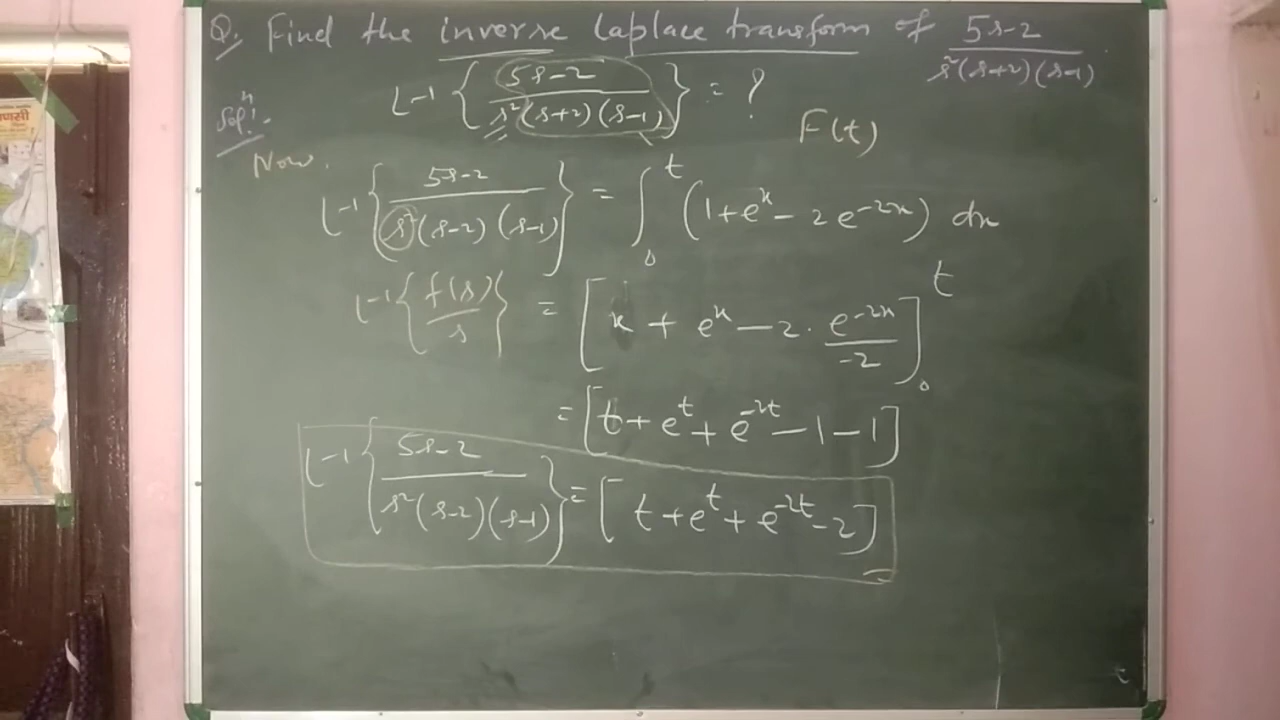 Q. Find the inverse Laplace transform of (5s-2)/(s²(s+2)(s-1)).
L⁻¹ { (5s-2)/(s²(s+2)(s-1)) } = ?
Solⁿ:-
F(t)
Now.
L⁻¹ { (5s-2)/(s²(s-2)(s-1)) } = ∫₀ᵗ (1+eˣ-2e⁻²ˣ) dx
L⁻¹ { f(s)/s } = [ x + eˣ - 2 · e⁻²ˣ/-2 ]₀ᵗ
= [t+eᵗ+e⁻²ᵗ-1-1]
L⁻¹ { (5s-2)/(s²(s-2)(s-1)) } = [ t+eᵗ+e⁻²ᵗ-2 ]